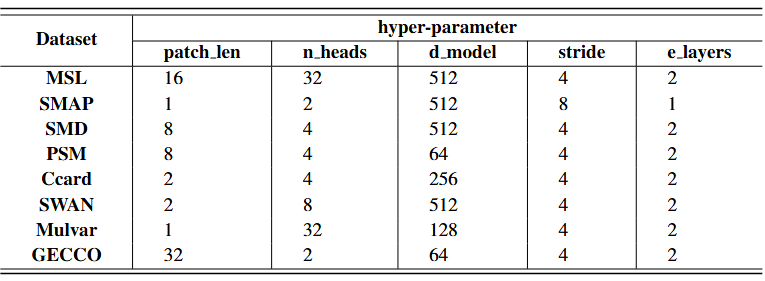 Dataset hyper-parameter
patch_len n_heads d_model stride e_layers
MSL 16 32 512 4 2
SMAP 1 2 512 8 1
SMD 8 4 512 4 2
PSM 8 4 64 4 2
Ccard 2 4 256 4 2
SWAN 2 8 512 4 2
Mulvar 1 32 128 4 2
GECCO 32 2 64 4 2